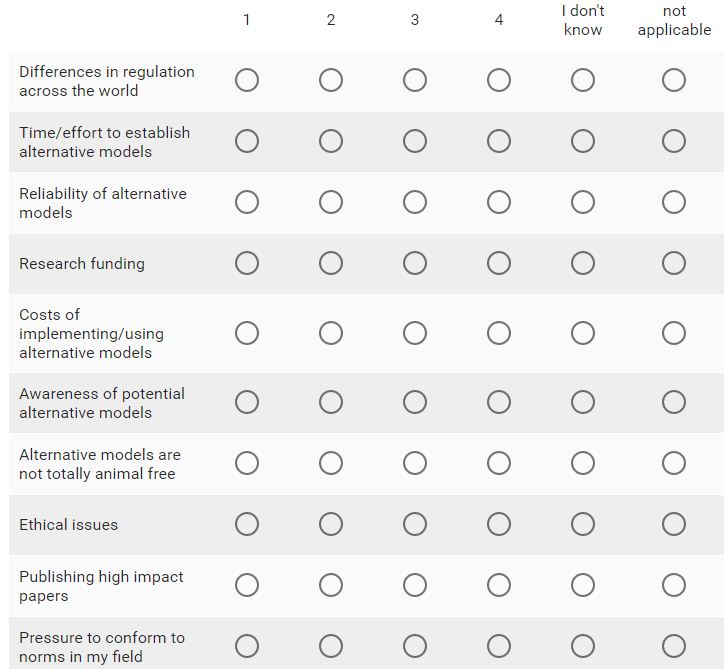 1 2 3 4 I don't know not applicable
Differences in regulation
across the world
Time/effort to establish
alternative models
Reliability of alternative
models
Research funding
Costs of
implementing/using
alternative models
Awareness of potential
alternative models
Alternative models are
not totally animal free
Ethical issues
Publishing high impact
papers
Pressure to conform to
norms in my field